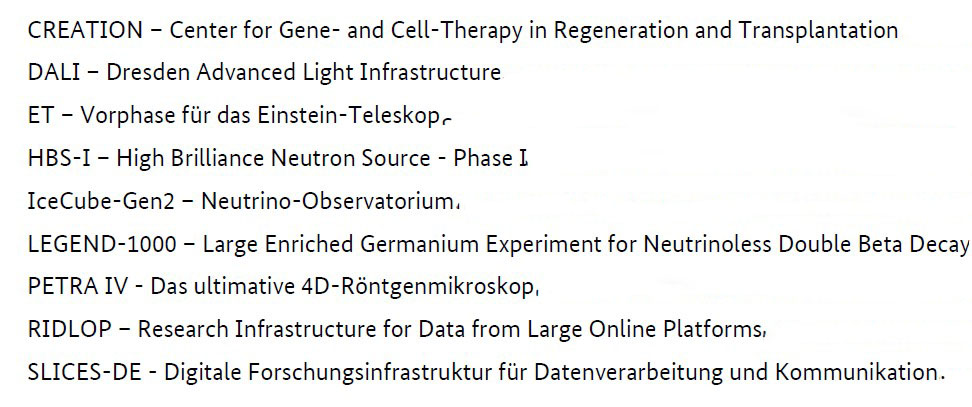 CREATION – Center for Gene- and Cell-Therapy in Regeneration and Transplantation
DALI – Dresden Advanced Light Infrastructure
ET – Vorphase für das Einstein-Teleskop
HBS-I – High Brilliance Neutron Source - Phase I
IceCube-Gen2 – Neutrino-Observatorium
LEGEND-1000 – Large Enriched Germanium Experiment for Neutrinoless Double Beta Decay
PETRA IV - Das ultimative 4D-Röntgenmikroskop,
RIDLOP – Research Infrastructure for Data from Large Online Platforms,
SLICES-DE - Digitale Forschungsinfrastruktur für Datenverarbeitung und Kommunikation.